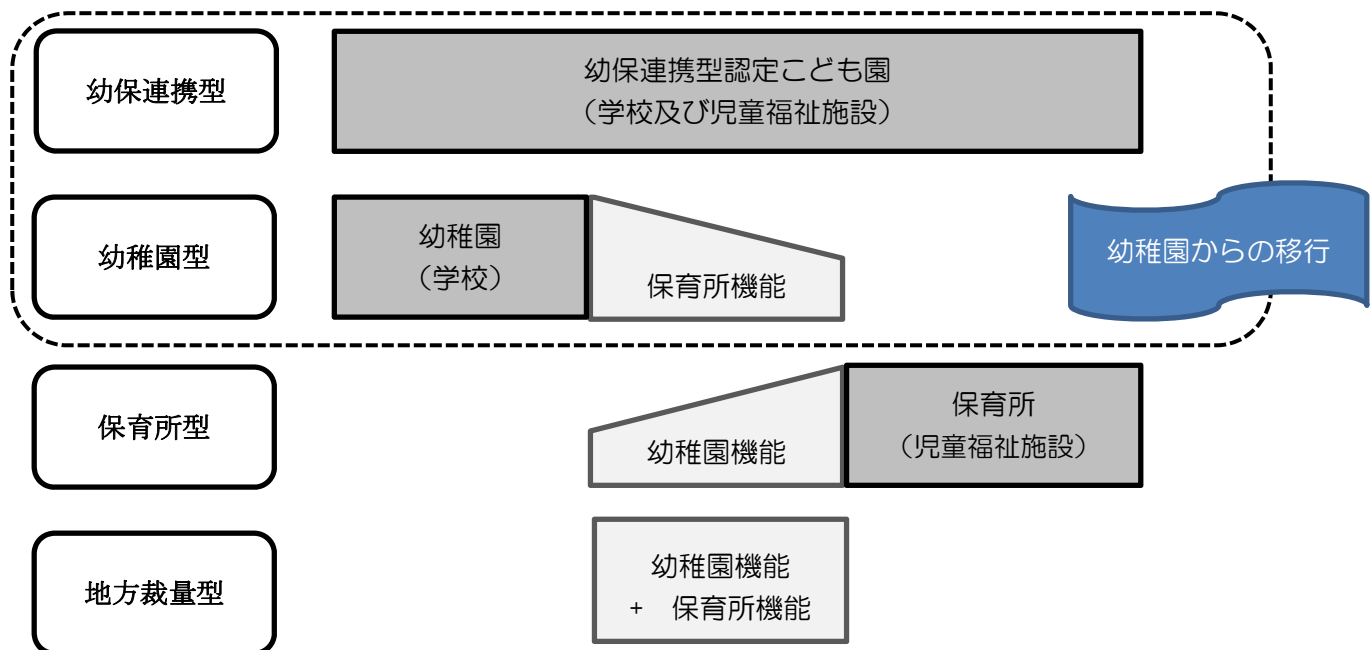 幼保連携型
幼保連携型認定こども園
（学校及び児童福祉施設）
幼稚園型
幼稚園
（学校）
保育所機能
幼稚園からの移行
保育所型
幼稚園機能
保育所
（児童福祉施設）
地方裁量型
幼稚園機能
+　保育所機能